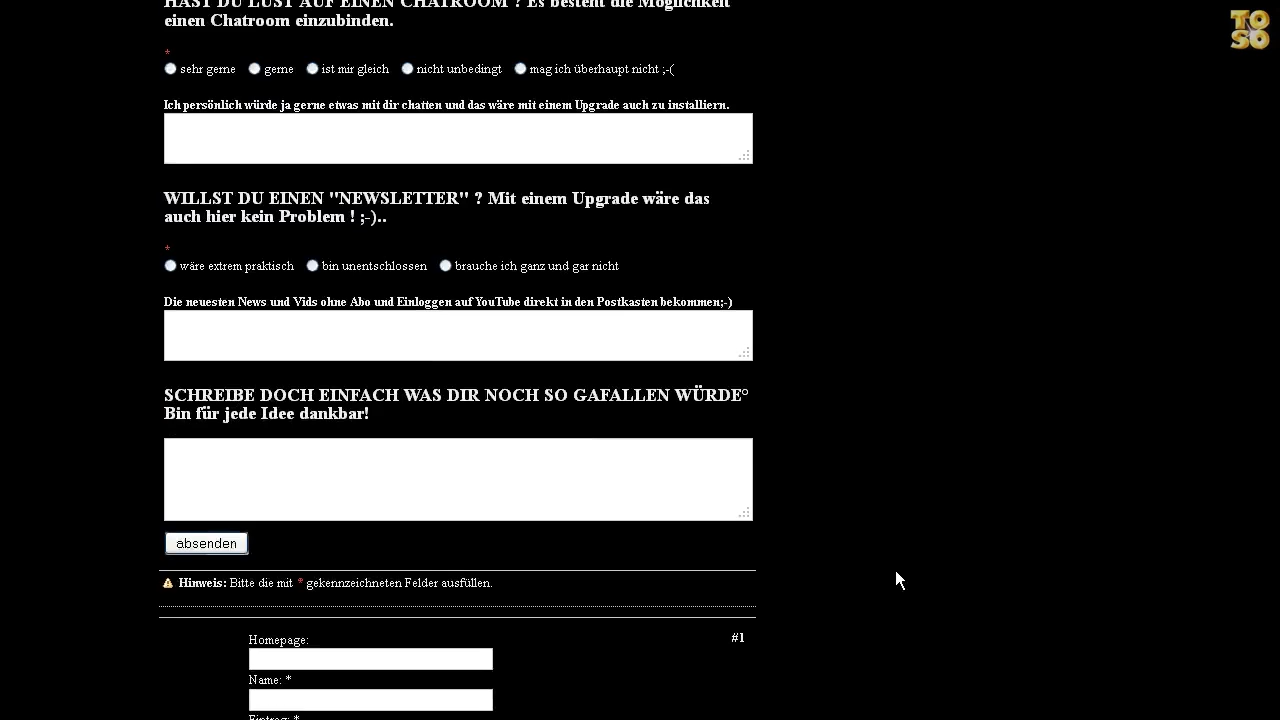 HAST DU LUST AUF EINEN CHATROOM ? Es besteht die Möglichkeit
einen Chatroom einzubinden.
*
sehr gerne gerne ist mir gleich nicht unbedingt mag ich überhaupt nicht ;-(
Ich persönlich würde ja gerne etwas mit dir chatten und das wäre mit einem Upgrade auch zu installiern.
WILLST DU EINEN "NEWSLETTER" ? Mit einem Upgrade wäre das
auch hier kein Problem ! ;-)..
*
wäre extrem praktisch bin unentschlossen brauche ich ganz und gar nicht
Die neuesten News und Vids ohne Abo und Einloggen auf YouTube direkt in den Postkasten bekommen;-)
SCHREIBE DOCH EINFACH WAS DIR NOCH SO GAFALLEN WÜRDE°
Bin für jede Idee dankbar!
absenden
Hinweis: Bitte die mit * gekennzeichneten Felder ausfüllen.
#1
Homepage:
Name: *
Eintrag: *
TO
SO